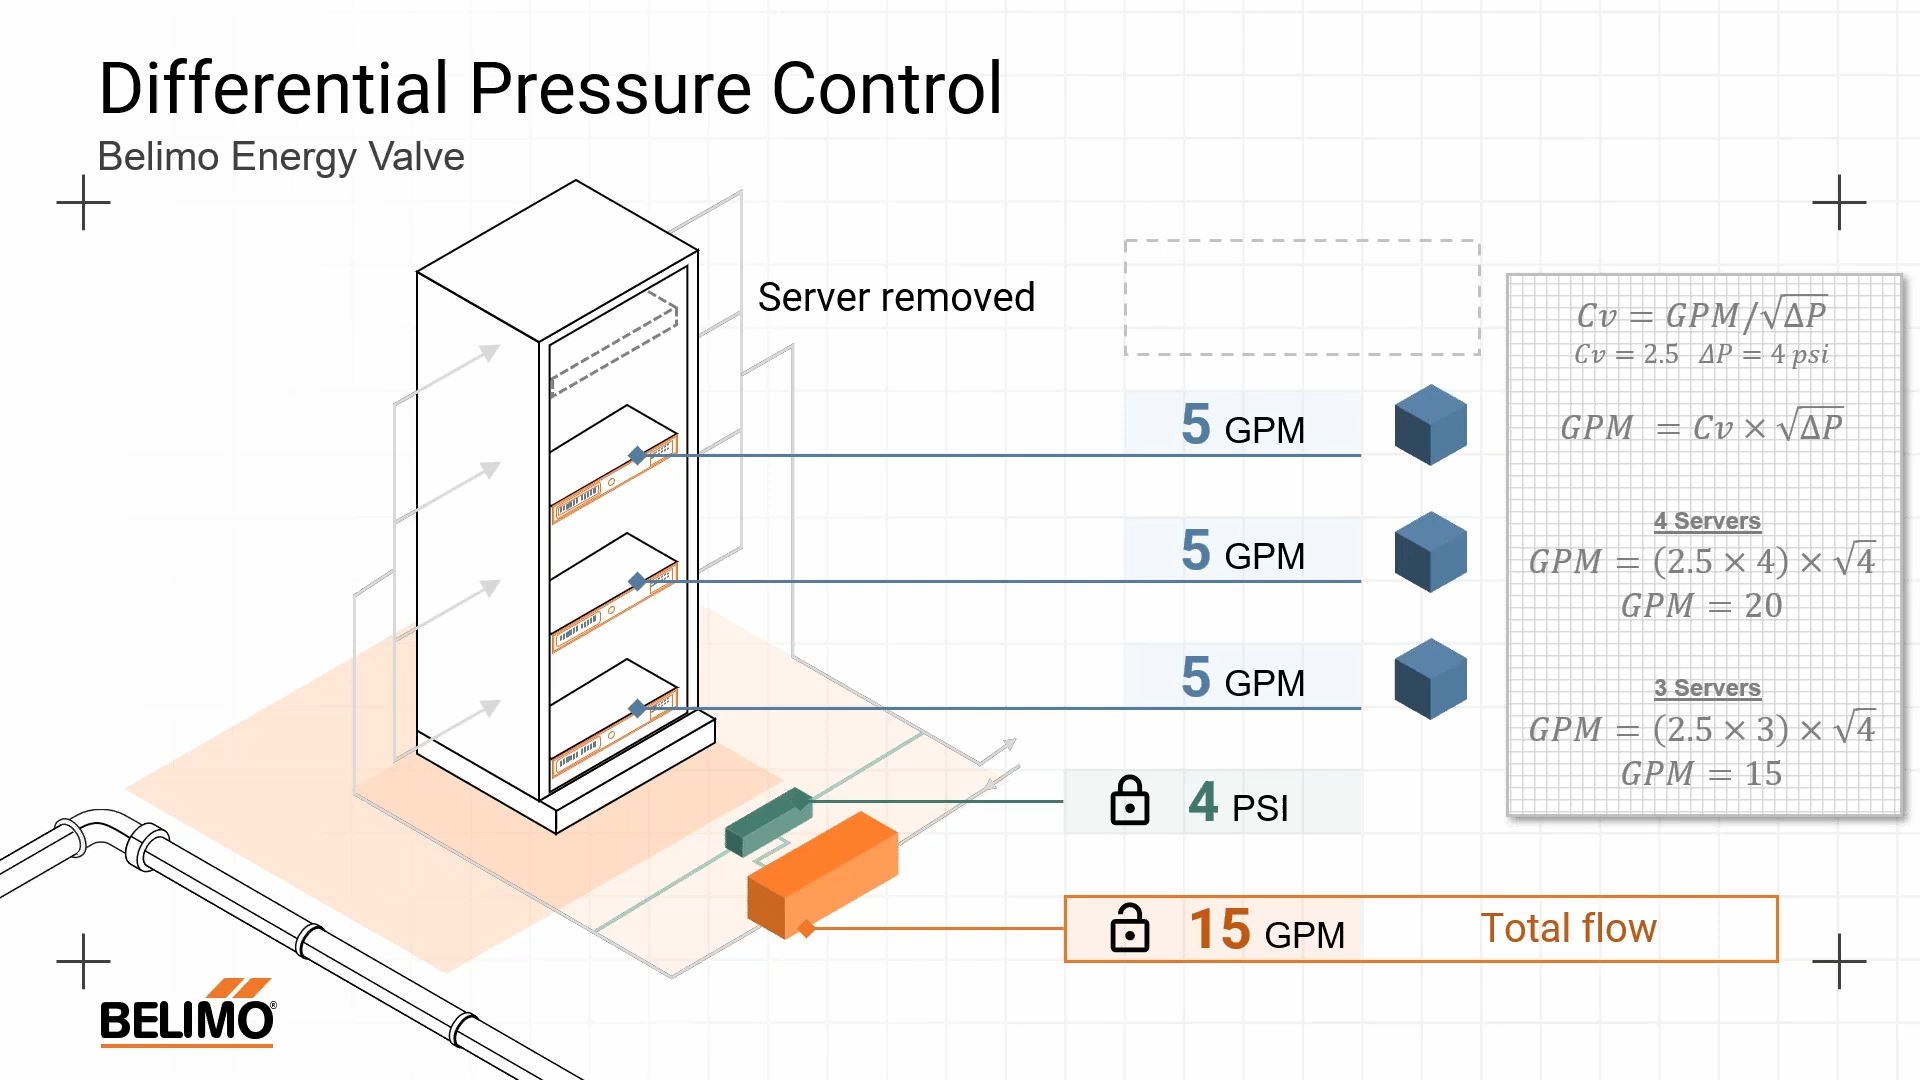 Differential Pressure Control
Belimo Energy Valve
Server removed
5 GPM
5 GPM
5 GPM
4 PSI
15 GPM Total flow
Cv = GPM/√ΔP
Cv = 2.5 ΔP = 4 psi
GPM = Cv × √ΔP
4 Servers
GPM = (2.5 × 4) × √4
GPM = 20
3 Servers
GPM = (2.5 × 3) × √4
GPM = 15
BELIMO®